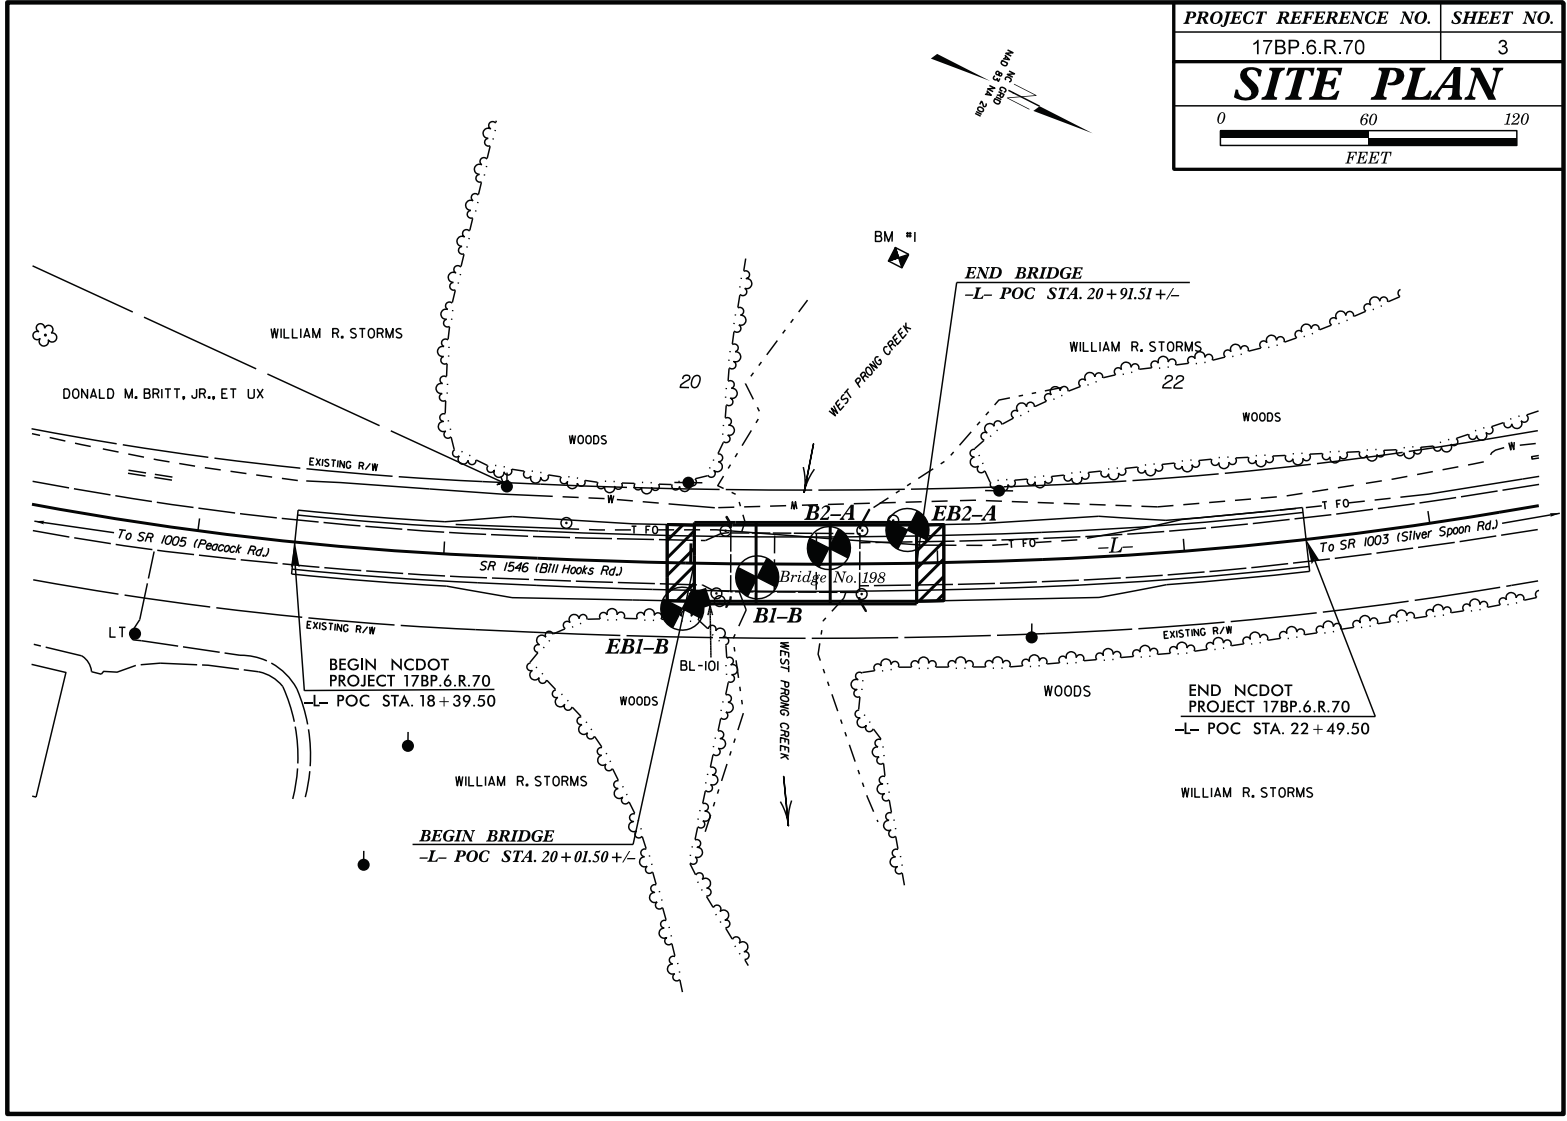 PROJECT REFERENCE NO. SHEET NO.
17BP.6.R.70 3
SITE PLAN
0 60 120
FEET
NC GRID
NAD 83 NA 2011
BM #1
END BRIDGE
-L- POC STA. 20+91.51 +/-
WILLIAM R. STORMS
WEST PRONG CREEK
WILLIAM R. STORMS
DONALD M. BRITT, JR., ET UX
20
22
WOODS
WOODS
EXISTING R/W
W
W
W
B2-A
EB2-A
T FO
T FO
T FO
-L-
To SR 1005 (Peacock Rd.)
SR 1546 (Bill Hooks Rd.)
Bridge No. 198
To SR 1003 (Silver Spoon Rd.)
B1-B
EB1-B
LT
EXISTING R/W
EXISTING R/W
BL-101
WEST PRONG CREEK
BEGIN NCDOT
PROJECT 17BP.6.R.70
-L- POC STA. 18+39.50
WOODS
WOODS
END NCDOT
PROJECT 17BP.6.R.70
-L- POC STA. 22+49.50
WILLIAM R. STORMS
WILLIAM R. STORMS
BEGIN BRIDGE
-L- POC STA. 20+01.50 +/-